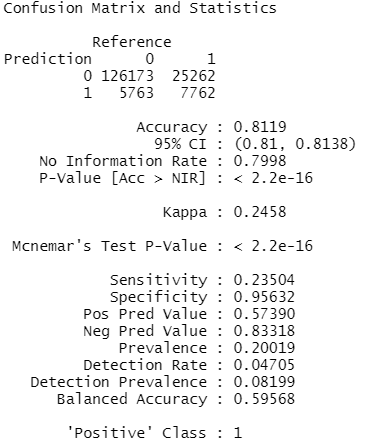 Confusion Matrix and Statistics
Reference
Prediction 0 1
0 126173 25262
1 5763 7762
Accuracy : 0.8119
95% CI : (0.81, 0.8138)
No Information Rate : 0.7998
P-Value [Acc > NIR] : < 2.2e-16
Kappa : 0.2458
Mcnemar's Test P-Value : < 2.2e-16
Sensitivity : 0.23504
Specificity : 0.95632
Pos Pred Value : 0.57390
Neg Pred Value : 0.83318
Prevalence : 0.20019
Detection Rate : 0.04705
Detection Prevalence : 0.08199
Balanced Accuracy : 0.59568
'Positive' Class : 1